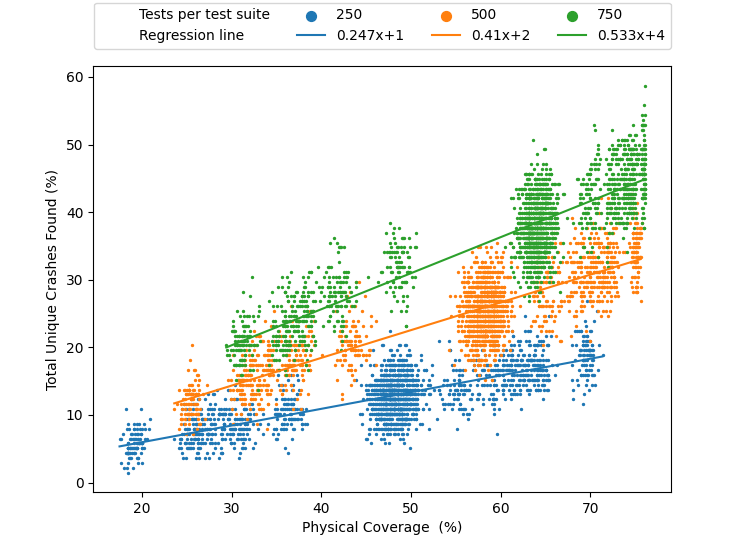 Tests per test suite 250 500 750
Regression line 0.247x+1 0.41x+2 0.533x+4
60
50
40
30
20
10
0
Total Unique Crashes Found (%)
20 30 40 50 60 70
Physical Coverage (%)